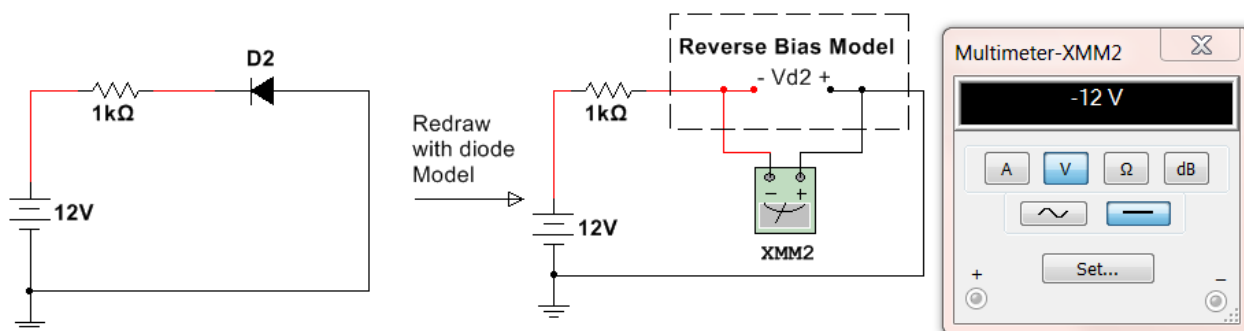 D2
1kΩ
12V
Redraw
with diode
Model
Reverse Bias Model
- Vd2 +
1kΩ
12V
- +
XMM2
Multimeter-XMM2
X
-12 V
A V Ω dB
Set...
+ -